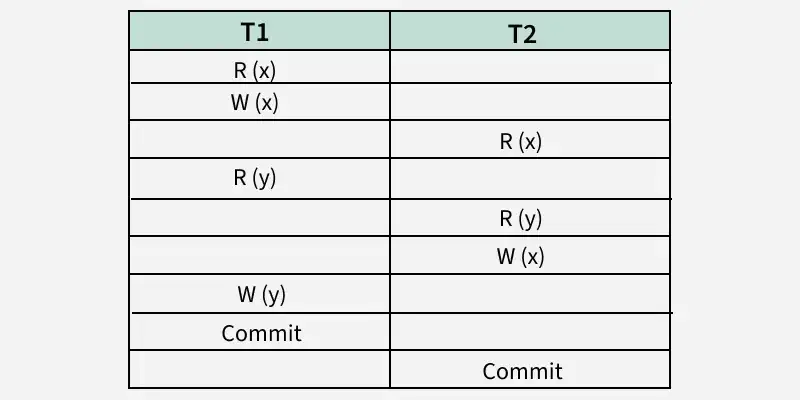 T1 T2
R (x)
W (x)
R (x)
R (y)
R (y)
W (x)
W (y)
Commit
Commit